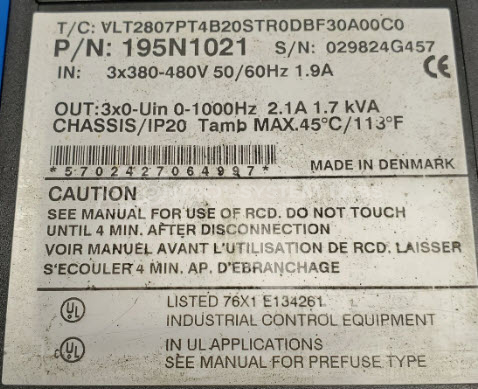 T/C: VLT2807PT4B20STR0DBF30A00C0
P/N: 195N1021 S/N: 029824G457
IN: 3x380-480V 50/60Hz 1.9A
CE
OUT:3x0-Uin 0-1000Hz 2.1A 1.7 kVA
CHASSIS/IP20 Tamb MAX.45°C/113°F
*5702427064997*
MADE IN DENMARK
CAUTION
SEE MANUAL FOR USE OF RCD. DO NOT TOUCH
UNTIL 4 MIN. AFTER DISCONNECTION
VOIR MANUEL AVANT L'UTILISATION DE RCD. LAISSER
S'ECOULER 4 MIN. AP. D'EBRANCHAGE
UL LISTED 76X1 E134261
INDUSTRIAL CONTROL EQUIPMENT
c UL IN UL APPLICATIONS
SEE MANUAL FOR PREFUSE TYPE